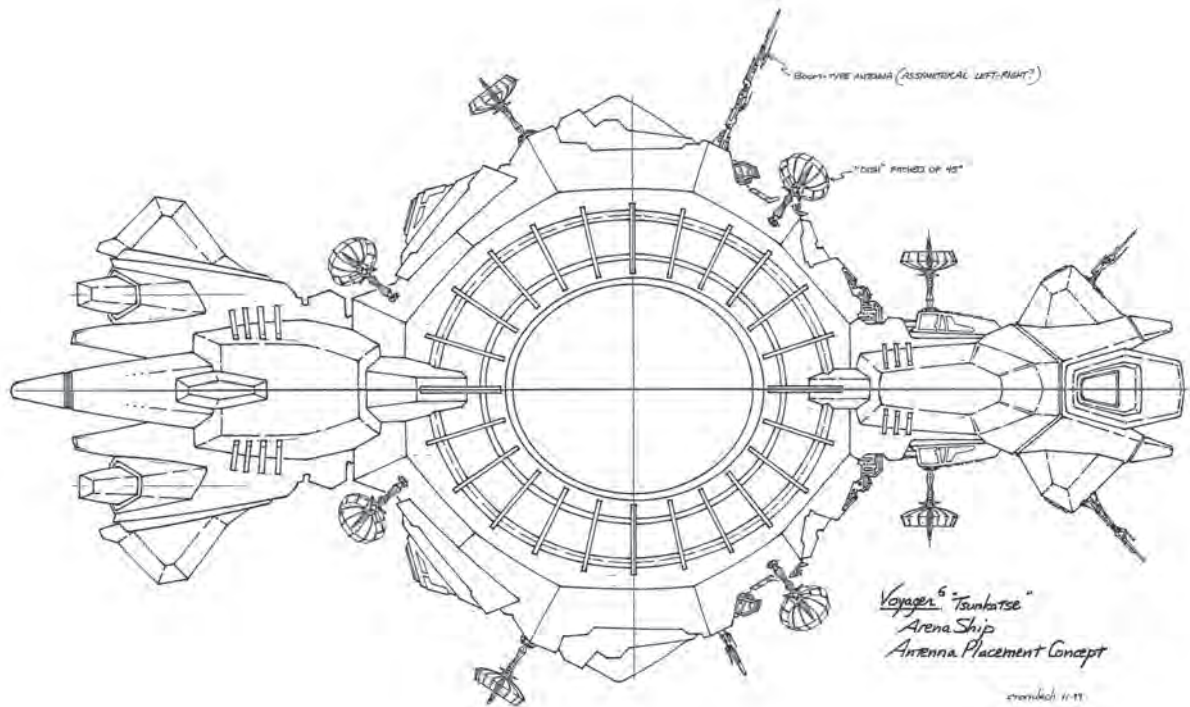 BOOM-TYPE ANTENNA (ASSYMETRICAL LEFT-RIGHT?)
"DISH" PITCHED UP 45°
Voyager 6 "Tsunkatse"
Arena Ship
Antenna Placement Concept
11-99